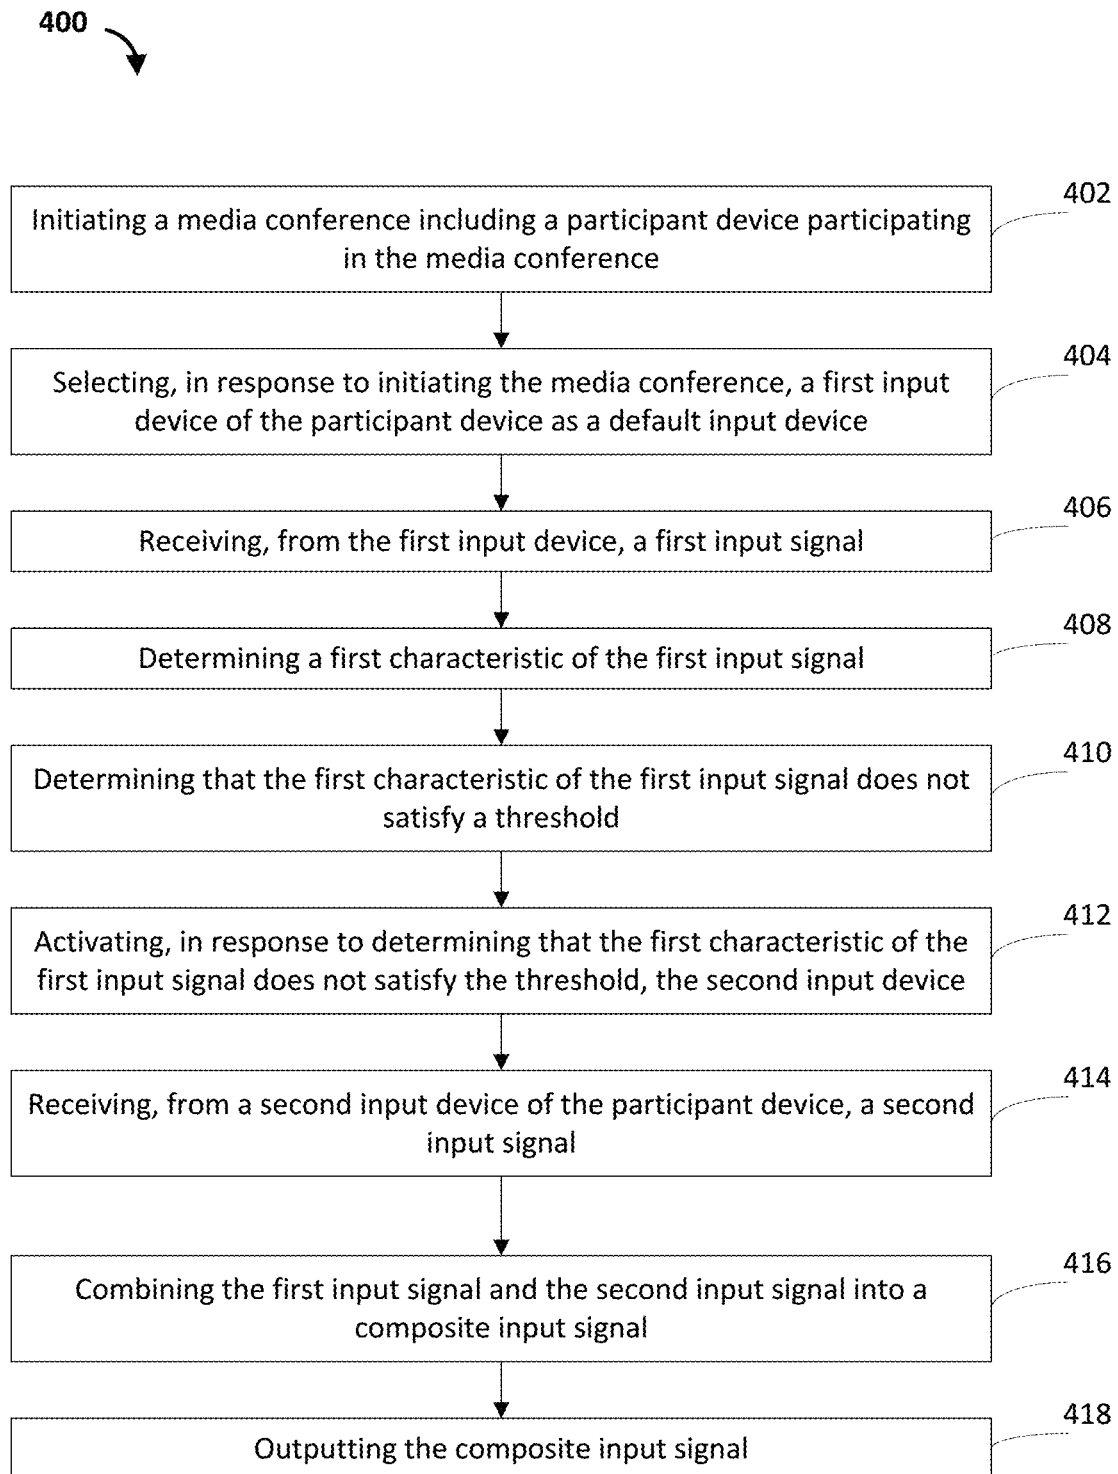 400
402
Initiating a media conference including a participant device participating
in the media conference
404
Selecting, in response to initiating the media conference, a first input
device of the participant device as a default input device
406
Receiving, from the first input device, a first input signal
408
Determining a first characteristic of the first input signal
410
Determining that the first characteristic of the first input signal does not
satisfy a threshold
412
Activating, in response to determining that the first characteristic of the
first input signal does not satisfy the threshold, the second input device
414
Receiving, from a second input device of the participant device, a second
input signal
416
Combining the first input signal and the second input signal into a
composite input signal
418
Outputting the composite input signal